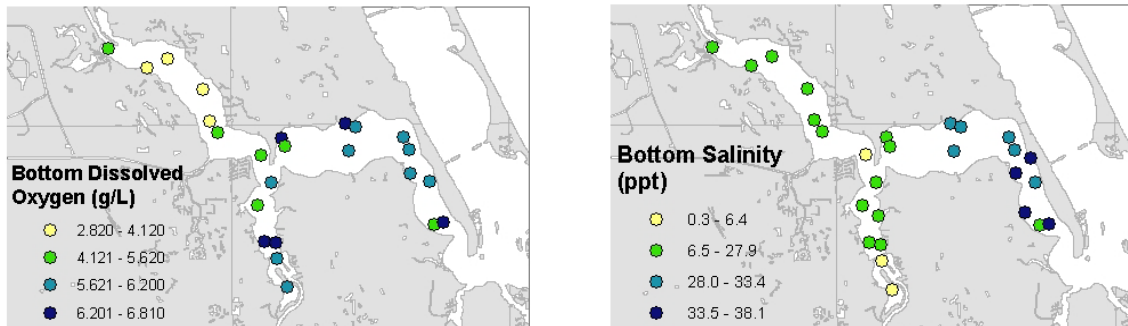 Bottom Dissolved
Oxygen (g/L)
2.820 - 4.120
4.121 - 5.620
5.621 - 6.200
6.201 - 6.810
Bottom Salinity
(ppt)
0.3 - 6.4
6.5 - 27.9
28.0 - 33.4
33.5 - 38.1